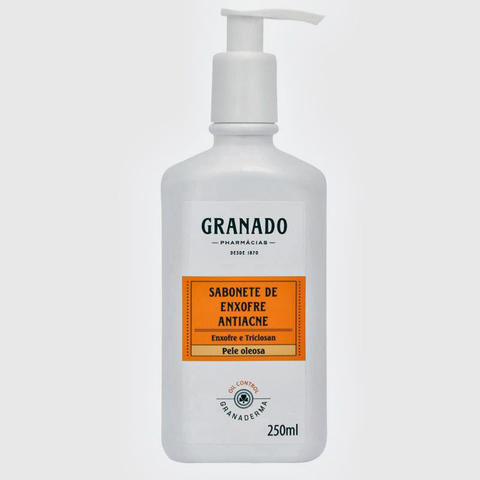 GRANADO
PHARMÁCIAS
DESDE 1870
SABONETE DE
ENXOFRE
ANTIACNE
Enxofre e Triclosan
Pele oleosa
OIL CONTROL
GRANADERMA
250ml